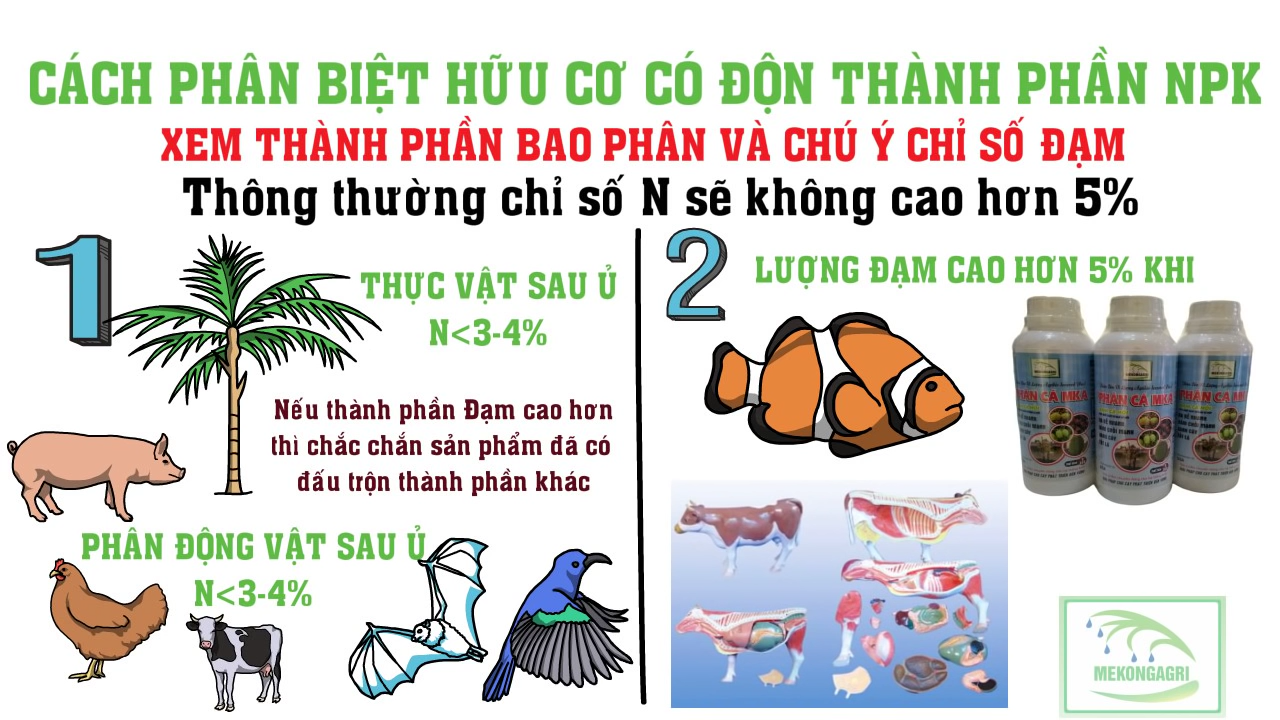 CÁCH PHÂN BIỆT HỮU CƠ CÓ ĐỘN THÀNH PHẦN NPK
XEM THÀNH PHẦN BAO PHÂN VÀ CHÚ Ý CHỈ SỐ ĐẠM
Thông thường chỉ số N sẽ không cao hơn 5%
1
THỰC VẬT SAU Ủ
N<3-4%
Nếu thành phần Đạm cao hơn
thì chắc chắn sản phẩm đã có
đấu trộn thành phần khác
PHÂN ĐỘNG VẬT SAU Ủ
N<3-4%
2
LƯỢNG ĐẠM CAO HƠN 5% KHI
MEKONGAGRI
PHÂN CÁ MKA
MEKONGAGRI